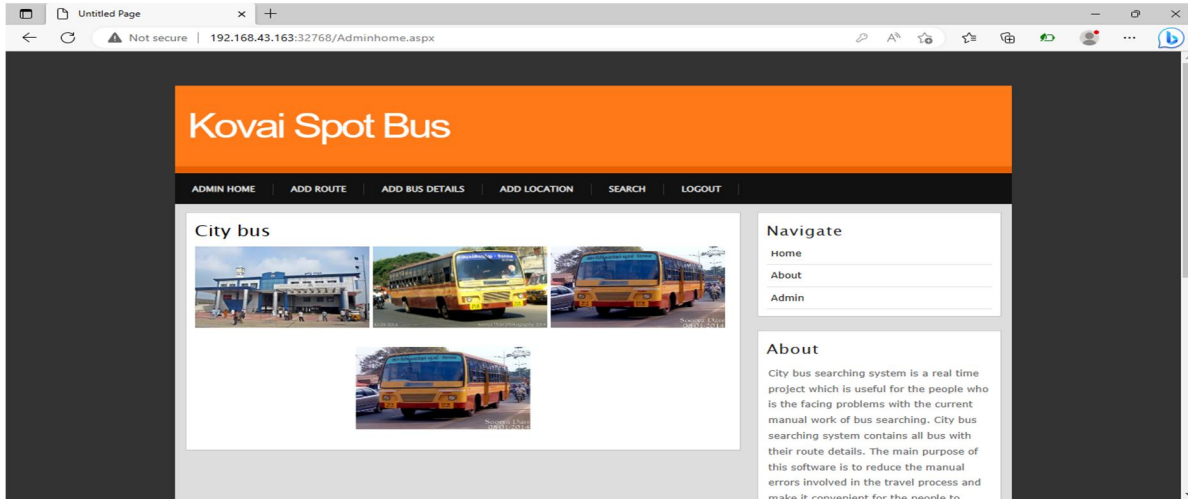 Untitled Page
Not secure | 192.168.43.163:32768/Adminhome.aspx
Kovai Spot Bus
ADMIN HOME
ADD ROUTE
ADD BUS DETAILS
ADD LOCATION
SEARCH
LOGOUT
City bus
Navigate
Home
About
Admin
About
City bus searching system is a real time
project which is useful for the people who
is the facing problems with the current
manual work of bus searching. City bus
searching system contains all bus with
their route details. The main purpose of
this software is to reduce the manual
errors involved in the travel process and
make it convenient for the people to